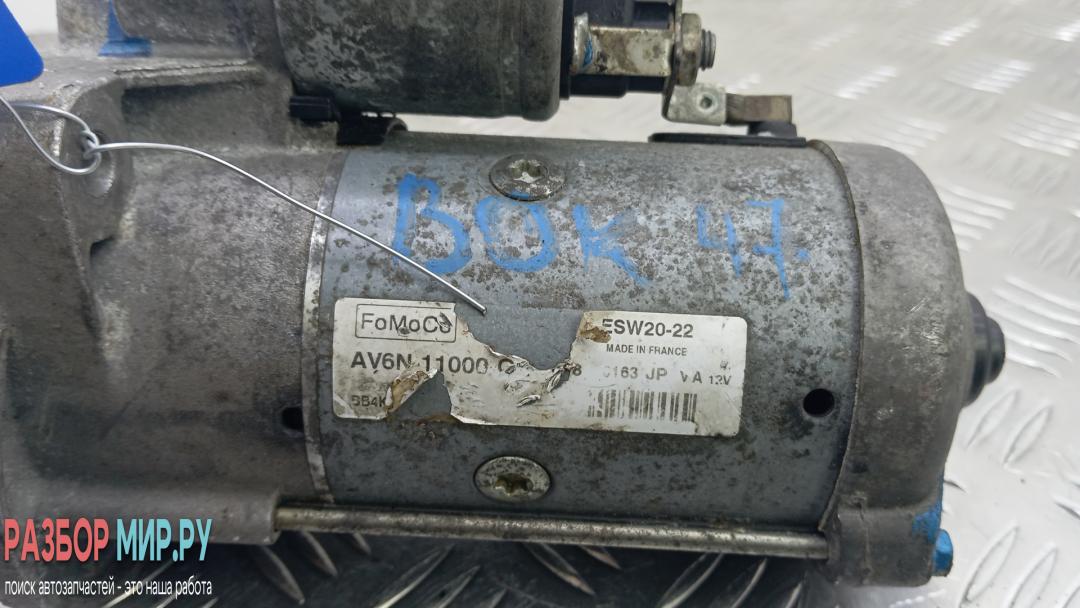 BOK 47.
FoMoCo
ESW20-22
MADE IN FRANCE
AV6N 11000
163 JP V A 12V
BB4K
РАЗБОР МИР.РУ
поиск автозапчастей - это наша работа